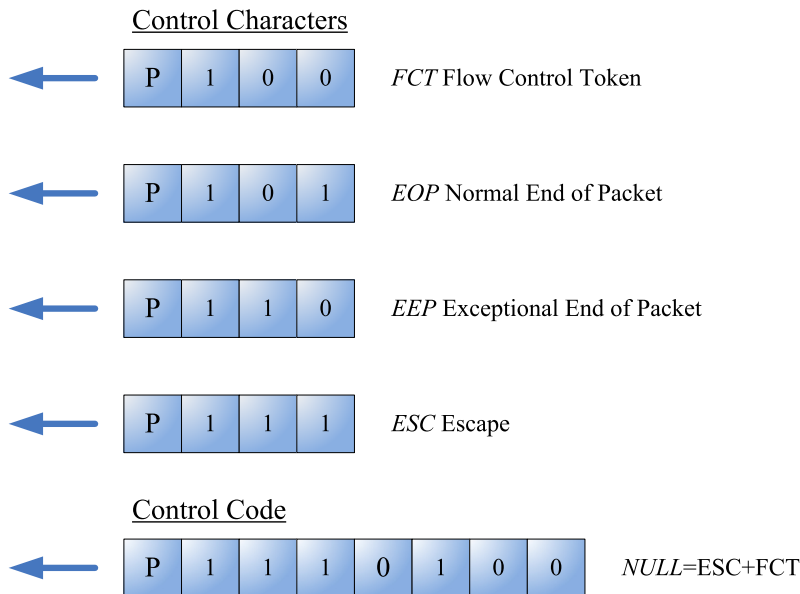 Control Characters
P 1 0 0 FCT Flow Control Token
P 1 0 1 EOP Normal End of Packet
P 1 1 0 EEP Exceptional End of Packet
P 1 1 1 ESC Escape
Control Code
P 1 1 1 0 1 0 0 NULL=ESC+FCT